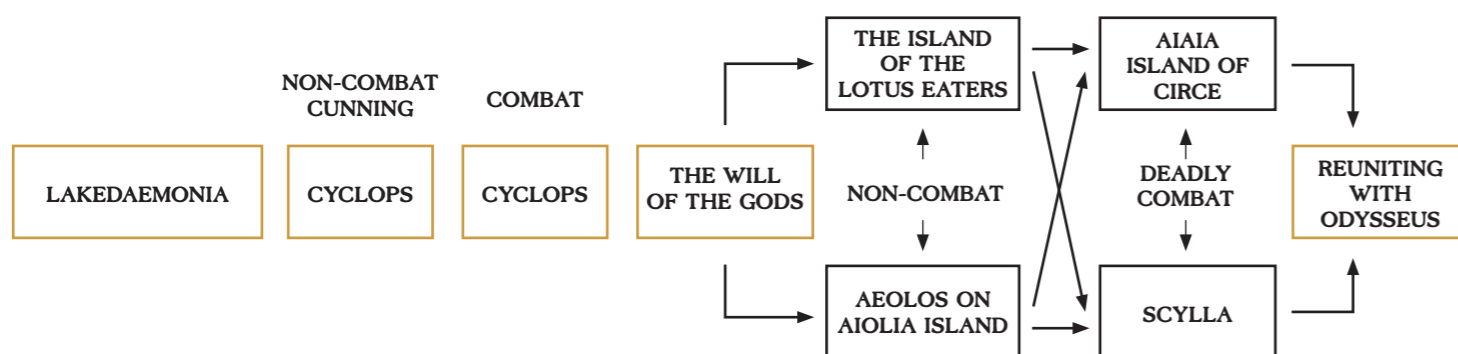 LAKEDAEMONIA
NON-COMBAT
CUNNING
CYCLOPS
COMBAT
CYCLOPS
THE WILL
OF THE GODS
THE ISLAND
OF THE
LOTUS EATERS
NON-COMBAT
AEOLOS ON
AIOLIA ISLAND
AIAIA
ISLAND OF
CIRCE
DEADLY
COMBAT
SCYLLA
REUNITING
WITH
ODYSSEUS